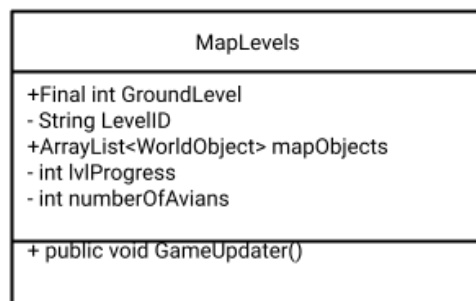 MapLevels
+Final int GroundLevel
- String LevelID
+ArrayList<WorldObject> mapObjects
- int lvlProgress
- int numberOfAvians
+ public void GameUpdater()